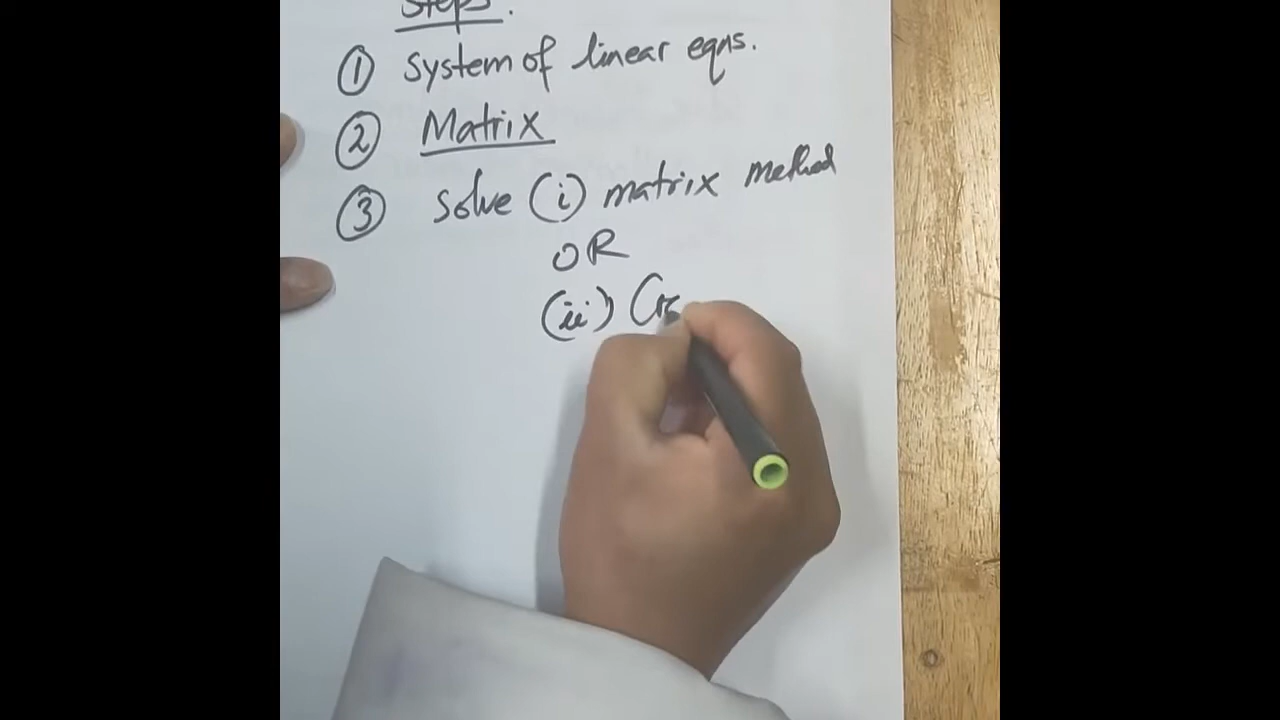 Steps.
① System of linear eqns.
② Matrix
③ Solve (i) matrix method
OR
(ii)